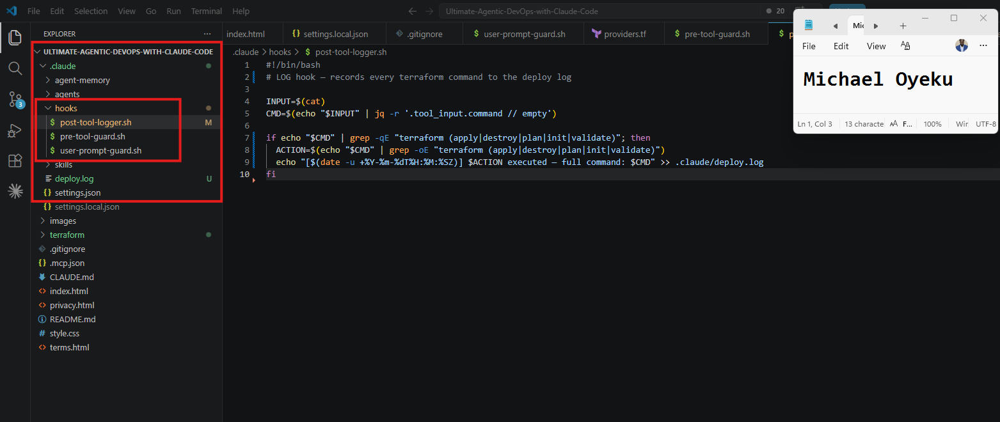 File Edit Selection View Go Run Terminal Help
Ultimate-Agentic-DevOps-with-Claude-Code
20
EXPLORER
ULTIMATE-AGENTIC-DEVOPS-WITH-CLAUDE-CODE
.claude
agent-memory
agents
hooks
$ post-tool-logger.sh M
$ pre-tool-guard.sh
$ user-prompt-guard.sh
skills
deploy.log U
{} settings.json
{} settings.local.json
images
terraform
.gitignore
{} .mcp.json
CLAUDE.md
<> index.html
<> privacy.html
README.md
# style.css
<> terms.html
3
index.html {} settings.local.json .gitignore $ user-prompt-guard.sh providers.tf $ pre-tool-guard.sh $
.claude > hooks > $ post-tool-logger.sh
1 #!/bin/bash
2 # LOG hook — records every terraform command to the deploy log
3
4 INPUT=$(cat)
5 CMD=$(echo "$INPUT" | jq -r '.tool_input.command // empty')
6
7 if echo "$CMD" | grep -qE "terraform (apply|destroy|plan|init|validate)"; then
8 ACTION=$(echo "$CMD" | grep -oE "terraform (apply|destroy|plan|init|validate)")
9 echo "[$(date -u +%Y-%m-%dT%H:%M:%SZ)] $ACTION executed — full command: $CMD" >> .claude/deploy.log
10 fi
Mic
File Edit View
Michael Oyeku
Ln 1, Col 3 13 characte F... 100% Wir UTF-8